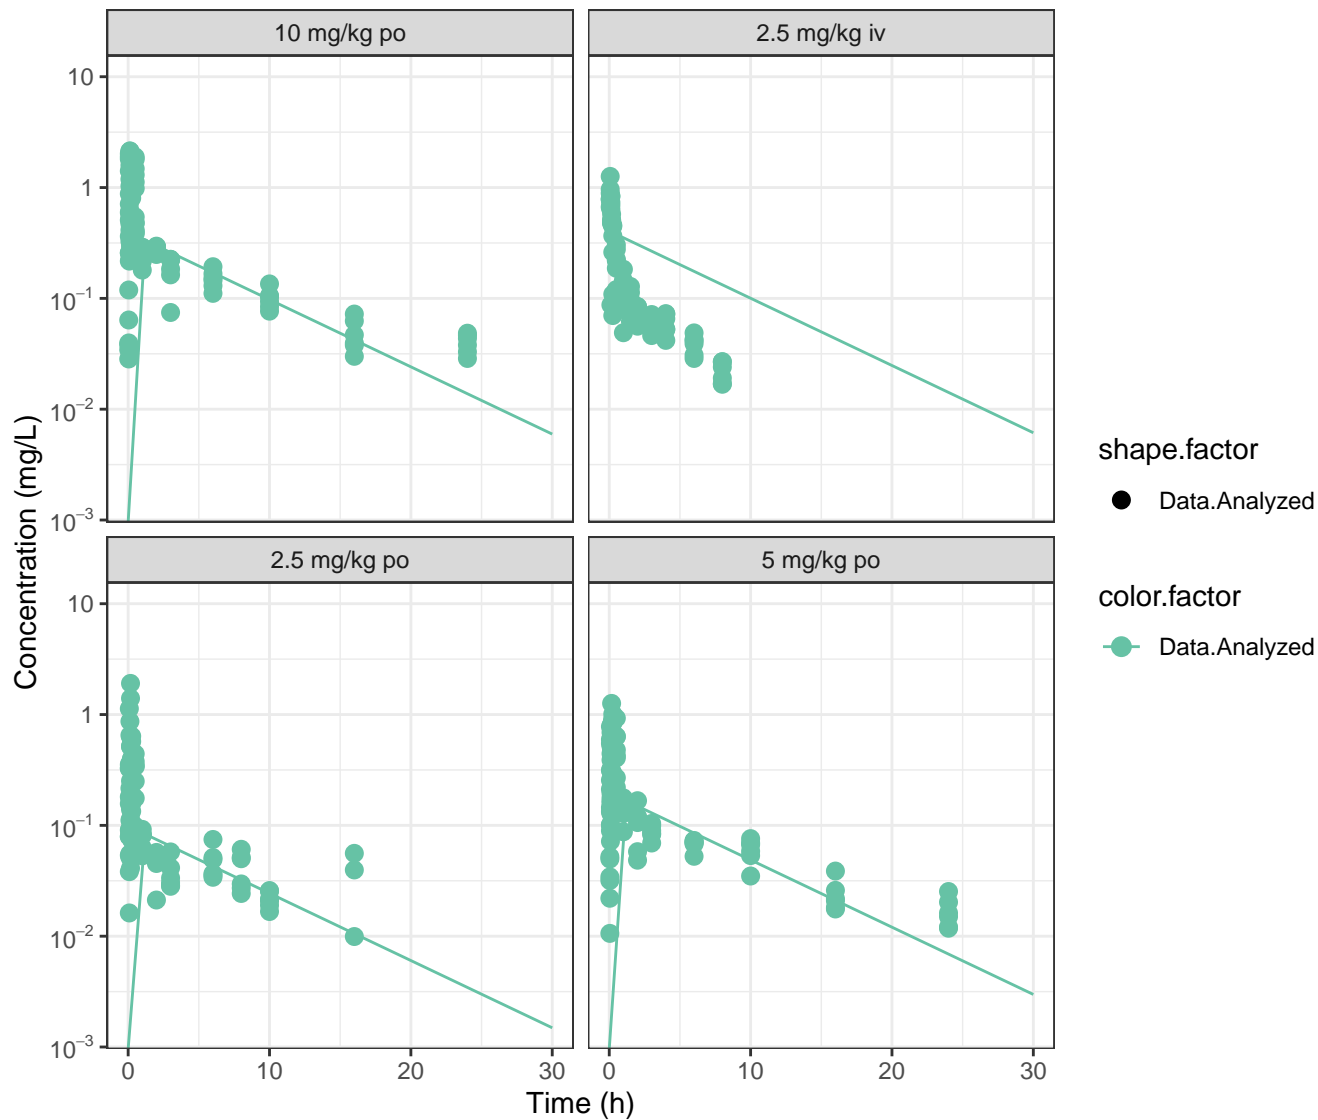 10 mg/kg po
2.5 mg/kg iv
10
1
10⁻¹
10⁻²
10⁻³
2.5 mg/kg po
5 mg/kg po
10
1
10⁻¹
10⁻²
10⁻³
0 10 20 30
0 10 20 30
Time (h)
Concentration (mg/L)
shape.factor
Data.Analyzed
color.factor
Data.Analyzed